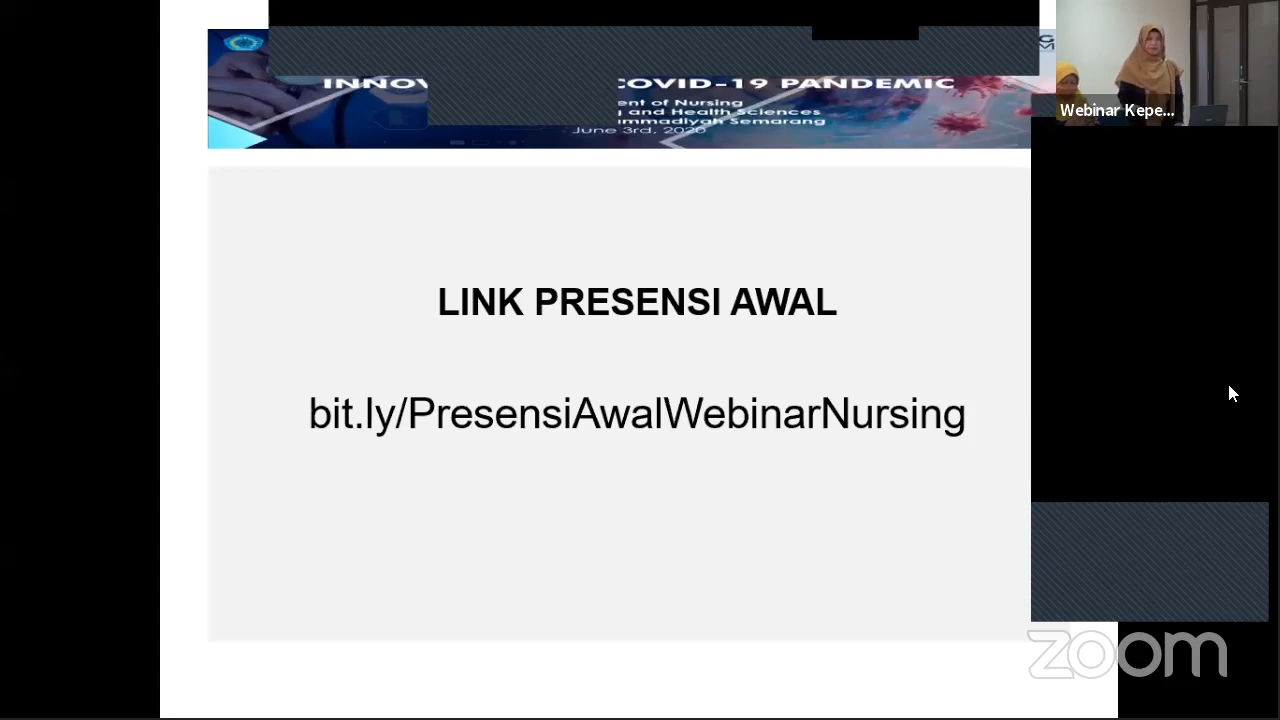 COVID-19 PANDEMIC
of Nursing
and Health Sciences
Semarang
June 3rd, 2020
Webinar Kepe...
LINK PRESENSI AWAL
bit.ly/PresensiAwalWebinarNursing
zoom